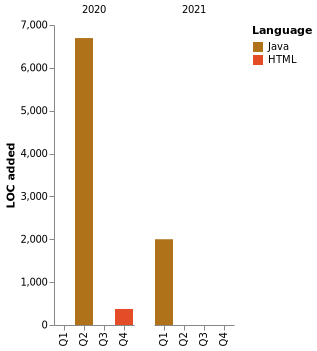 2020 2021
Language
Java
HTML
LOC added
7,000
6,000
5,000
4,000
3,000
2,000
1,000
0
Q1 Q2 Q3 Q4 Q1 Q2 Q3 Q4